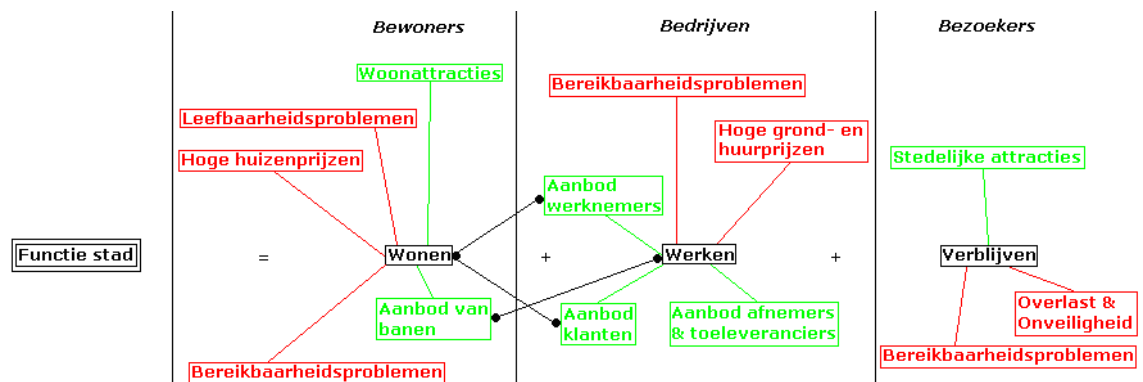 Bewoners
Bedrijven
Bezoekers
Woonattracties
Bereikbaarheidsproblemen
Leefbaarheidsproblemen
Hoge grond- en
huurprijzen
Hoge huizenprijzen
Stedelijke attracties
Aanbod
werknemers
Functie stad
=
Wonen
+
Werken
+
Verblijven
Aanbod van
banen
Aanbod
klanten
Aanbod afnemers
& toeleveranciers
Overlast &
Onveiligheid
Bereikbaarheidsproblemen
Bereikbaarheidsproblemen